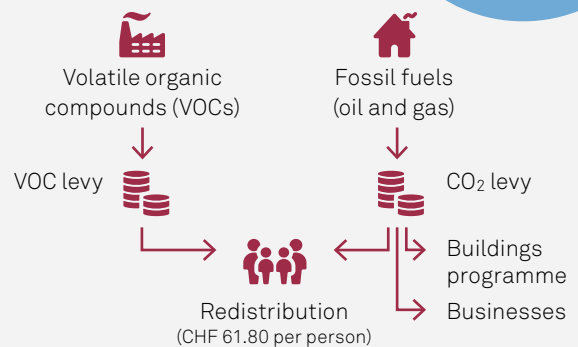 Volatile organic
compounds (VOCs)
Fossil fuels
(oil and gas)
VOC levy
CO₂ levy
Buildings
programme
Businesses
Redistribution
(CHF 61.80 per person)